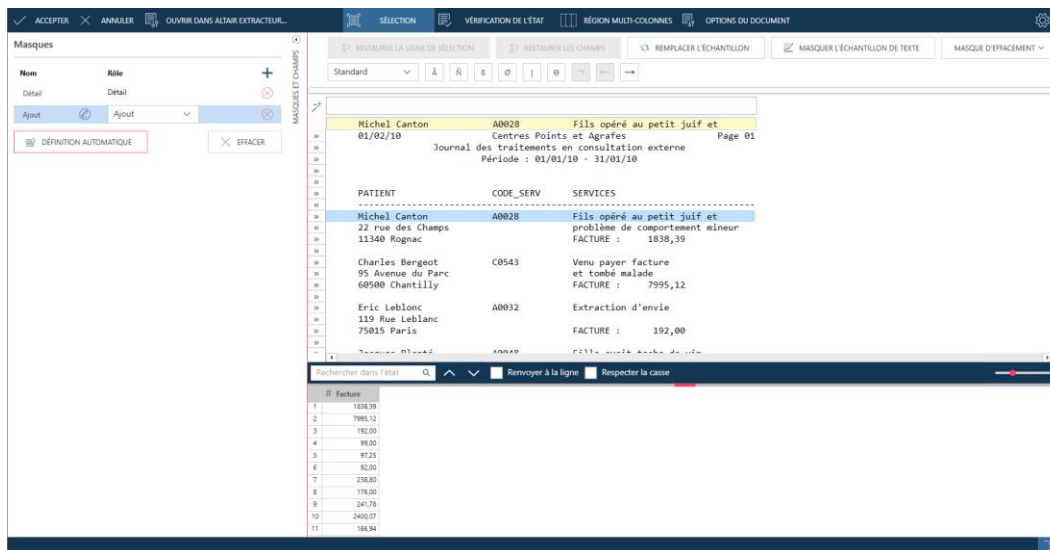 ACCEPTER ANNULER OUVRIR DANS ALTAIR EXTRACTEUR... SÉLECTION VÉRIFICATION DE L'ÉTAT RÉGION MULTI-COLONNES OPTIONS DU DOCUMENT
Masques
Nom Rôle
Détail Détail
Ajout Ajout
DÉFINITION AUTOMATIQUE EFFACER
MASQUES ET CHAMPS
RESTAURER LA LIGNE DE SÉLECTION RESTAURER LES CHAMPS REMPLACER L'ÉCHANTILLON MASQUER L'ÉCHANTILLON DE TEXTE MASQUE D'EFFACEMENT
Standard Ã Ñ ß Ø | ⊖ ¬ ← →
Michel Canton A0028 Fils opéré au petit juif et
01/02/10 Centres Points et Agrafes Page 01
Journal des traitements en consultation externe
Période : 01/01/10 - 31/01/10
PATIENT CODE_SERV SERVICES
Michel Canton A0028 Fils opéré au petit juif et
22 rue des Champs problème de comportement mineur
11340 Rognac FACTURE : 1838,39
Charles Bergeot C0543 Venu payer facture
95 Avenue du Parc et tombé malade
60500 Chantilly FACTURE : 7995,12
Eric Leblonc A0032 Extraction d'envie
119 Rue Leblanc
75015 Paris FACTURE : 192,00
Rechercher dans l'état Renvoyer à la ligne Respecter la casse
# Facture
1 1838,39
2 7995,12
3 192,00
4 99,00
5 97,25
6 92,00
7 238,80
8 176,00
9 241,78
10 2400,07
11 166,94